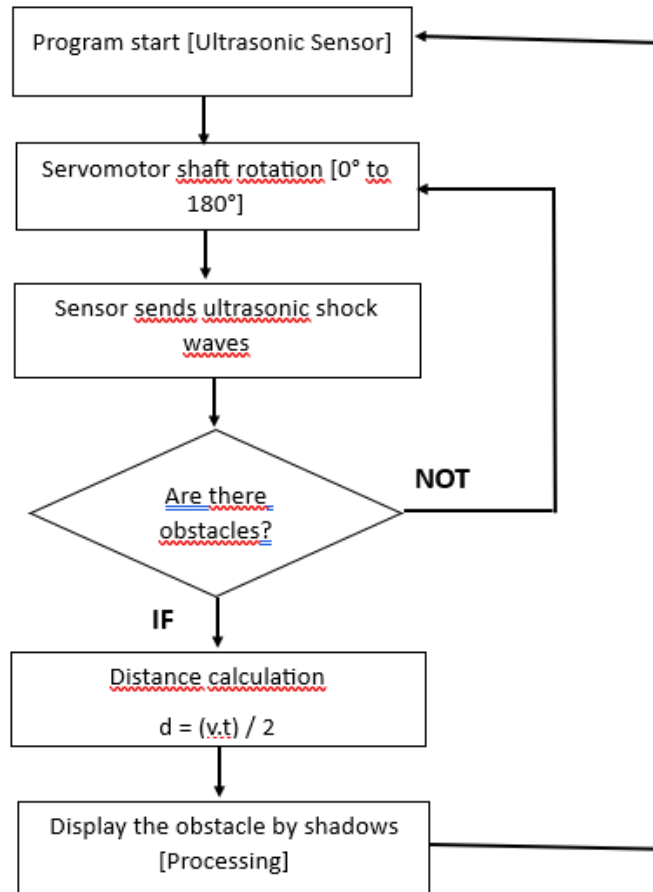 Program start [Ultrasonic Sensor]
Servomotor shaft rotation [0° to
180°]
Sensor sends ultrasonic shock
waves
Are there
obstacles?
NOT
IF
Distance calculation
d = (v.t) / 2
Display the obstacle by shadows
[Processing]